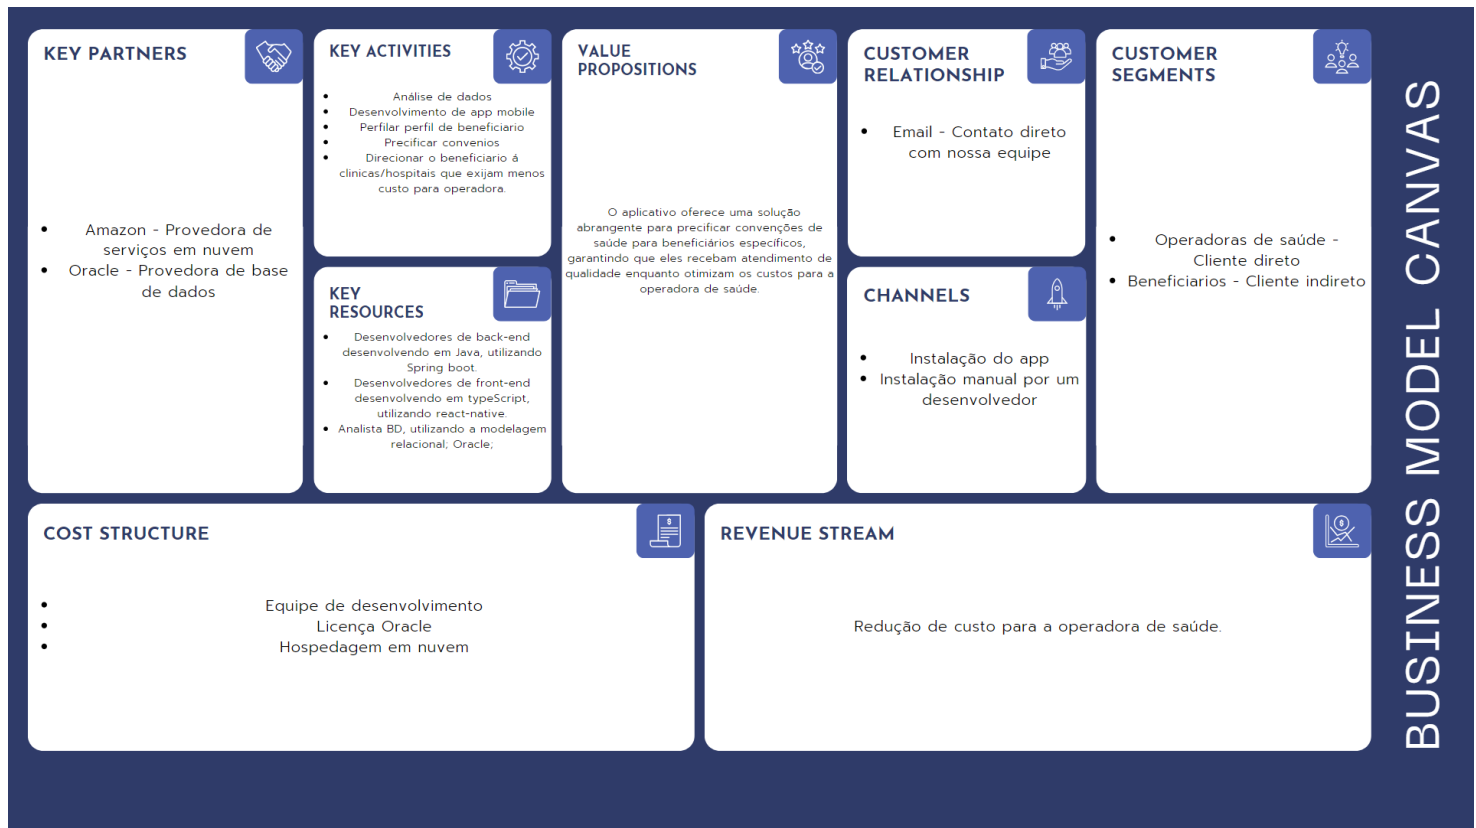 KEY PARTNERS
• Amazon - Provedora de
serviços em nuvem
• Oracle - Provedora de base
de dados
KEY ACTIVITIES
• Análise de dados
• Desenvolvimento de app mobile
• Perfilar perfil de beneficiario
• Precificar convenios
• Direcionar o beneficiario á
clinicas/hospitais que exijam menos
custo para operadora.
KEY
RESOURCES
• Desenvolvedores de back-end
desenvolvendo em Java, utilizando
Spring boot.
• Desenvolvedores de front-end
desenvolvendo em typeScript,
utilizando react-native.
• Analista BD, utilizando a modelagem
relacional; Oracle;
VALUE
PROPOSITIONS
O aplicativo oferece uma solução
abrangente para precificar convenções de
saúde para beneficiários específicos,
garantindo que eles recebam atendimento de
qualidade enquanto otimizam os custos para a
operadora de saúde.
CUSTOMER
RELATIONSHIP
• Email - Contato direto
com nossa equipe
CHANNELS
• Instalação do app
• Instalação manual por um
desenvolvedor
CUSTOMER
SEGMENTS
• Operadoras de saúde -
Cliente direto
• Beneficiarios - Cliente indireto
COST STRUCTURE
• Equipe de desenvolvimento
• Licença Oracle
• Hospedagem em nuvem
REVENUE STREAM
Redução de custo para a operadora de saúde.
BUSINESS MODEL CANVAS